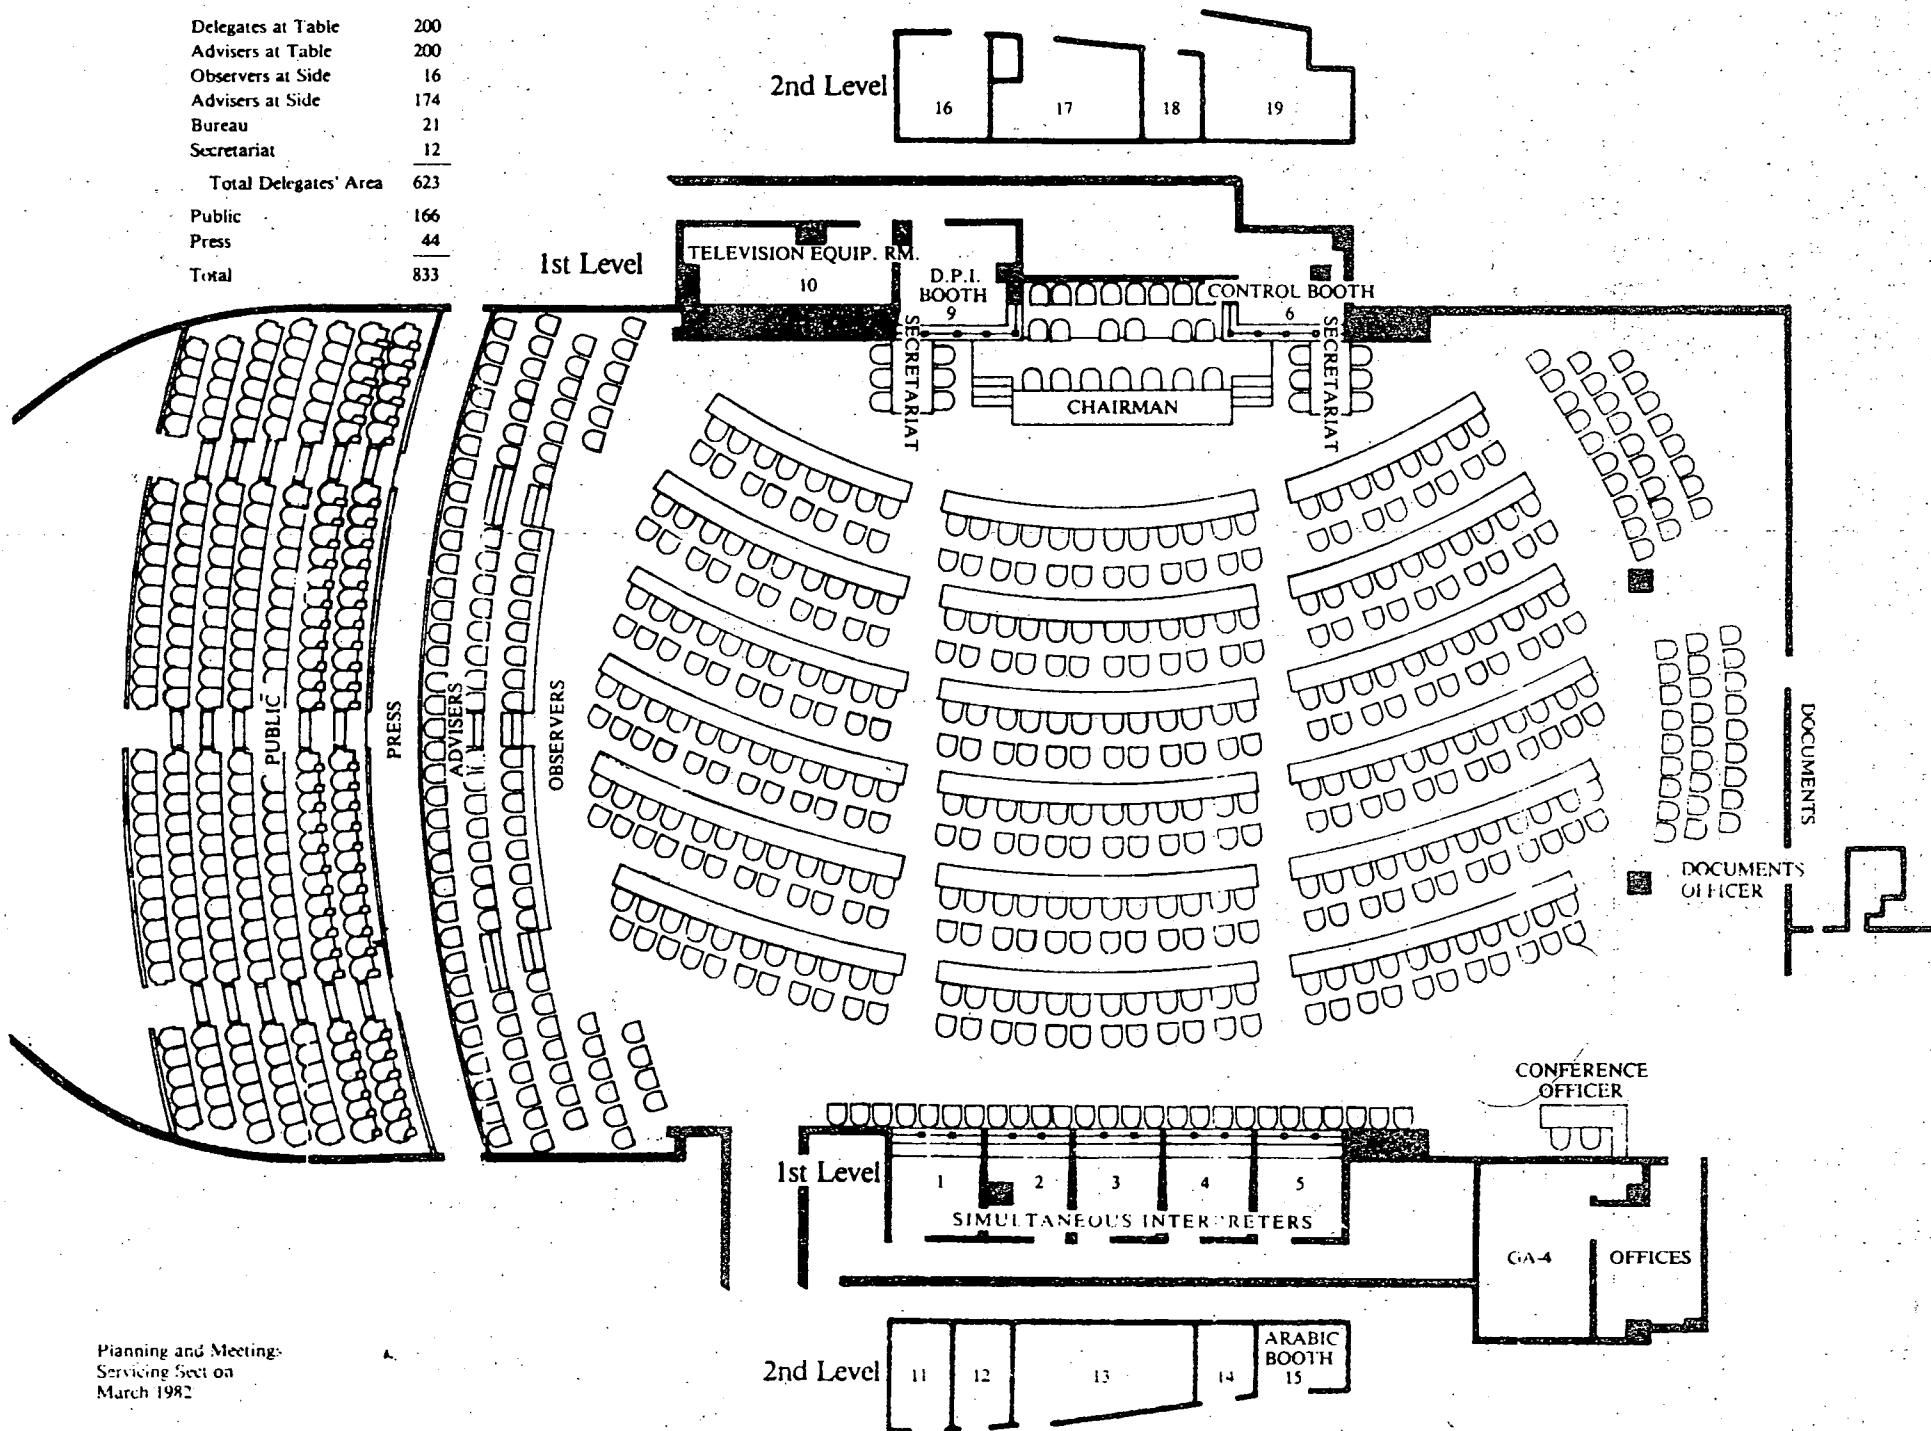 Delegates at Table 200
Advisers at Table 200
Observers at Side 16
Advisers at Side 174
Bureau 21
Secretariat 12
Total Delegates' Area 623
Public 166
Press 44
Total 833
2nd Level
16
17
18
19
1st Level
TELEVISION EQUIP. RM.
10
D.P.I.
BOOTH
9
CONTROL BOOTH
6
SECRETARIAT
SECRETARIAT
CHAIRMAN
PUBLIC
PRESS
ADVISERS
OBSERVERS
DOCUMENTS
DOCUMENTS
OFFICER
CONFERENCE
OFFICER
1st Level
1
2
3
4
5
SIMULTANEOUS INTERPRETERS
GA-4
OFFICES
2nd Level
11
12
13
14
ARABIC
BOOTH
15
Planning and Meetings
Servicing Section
March 1982